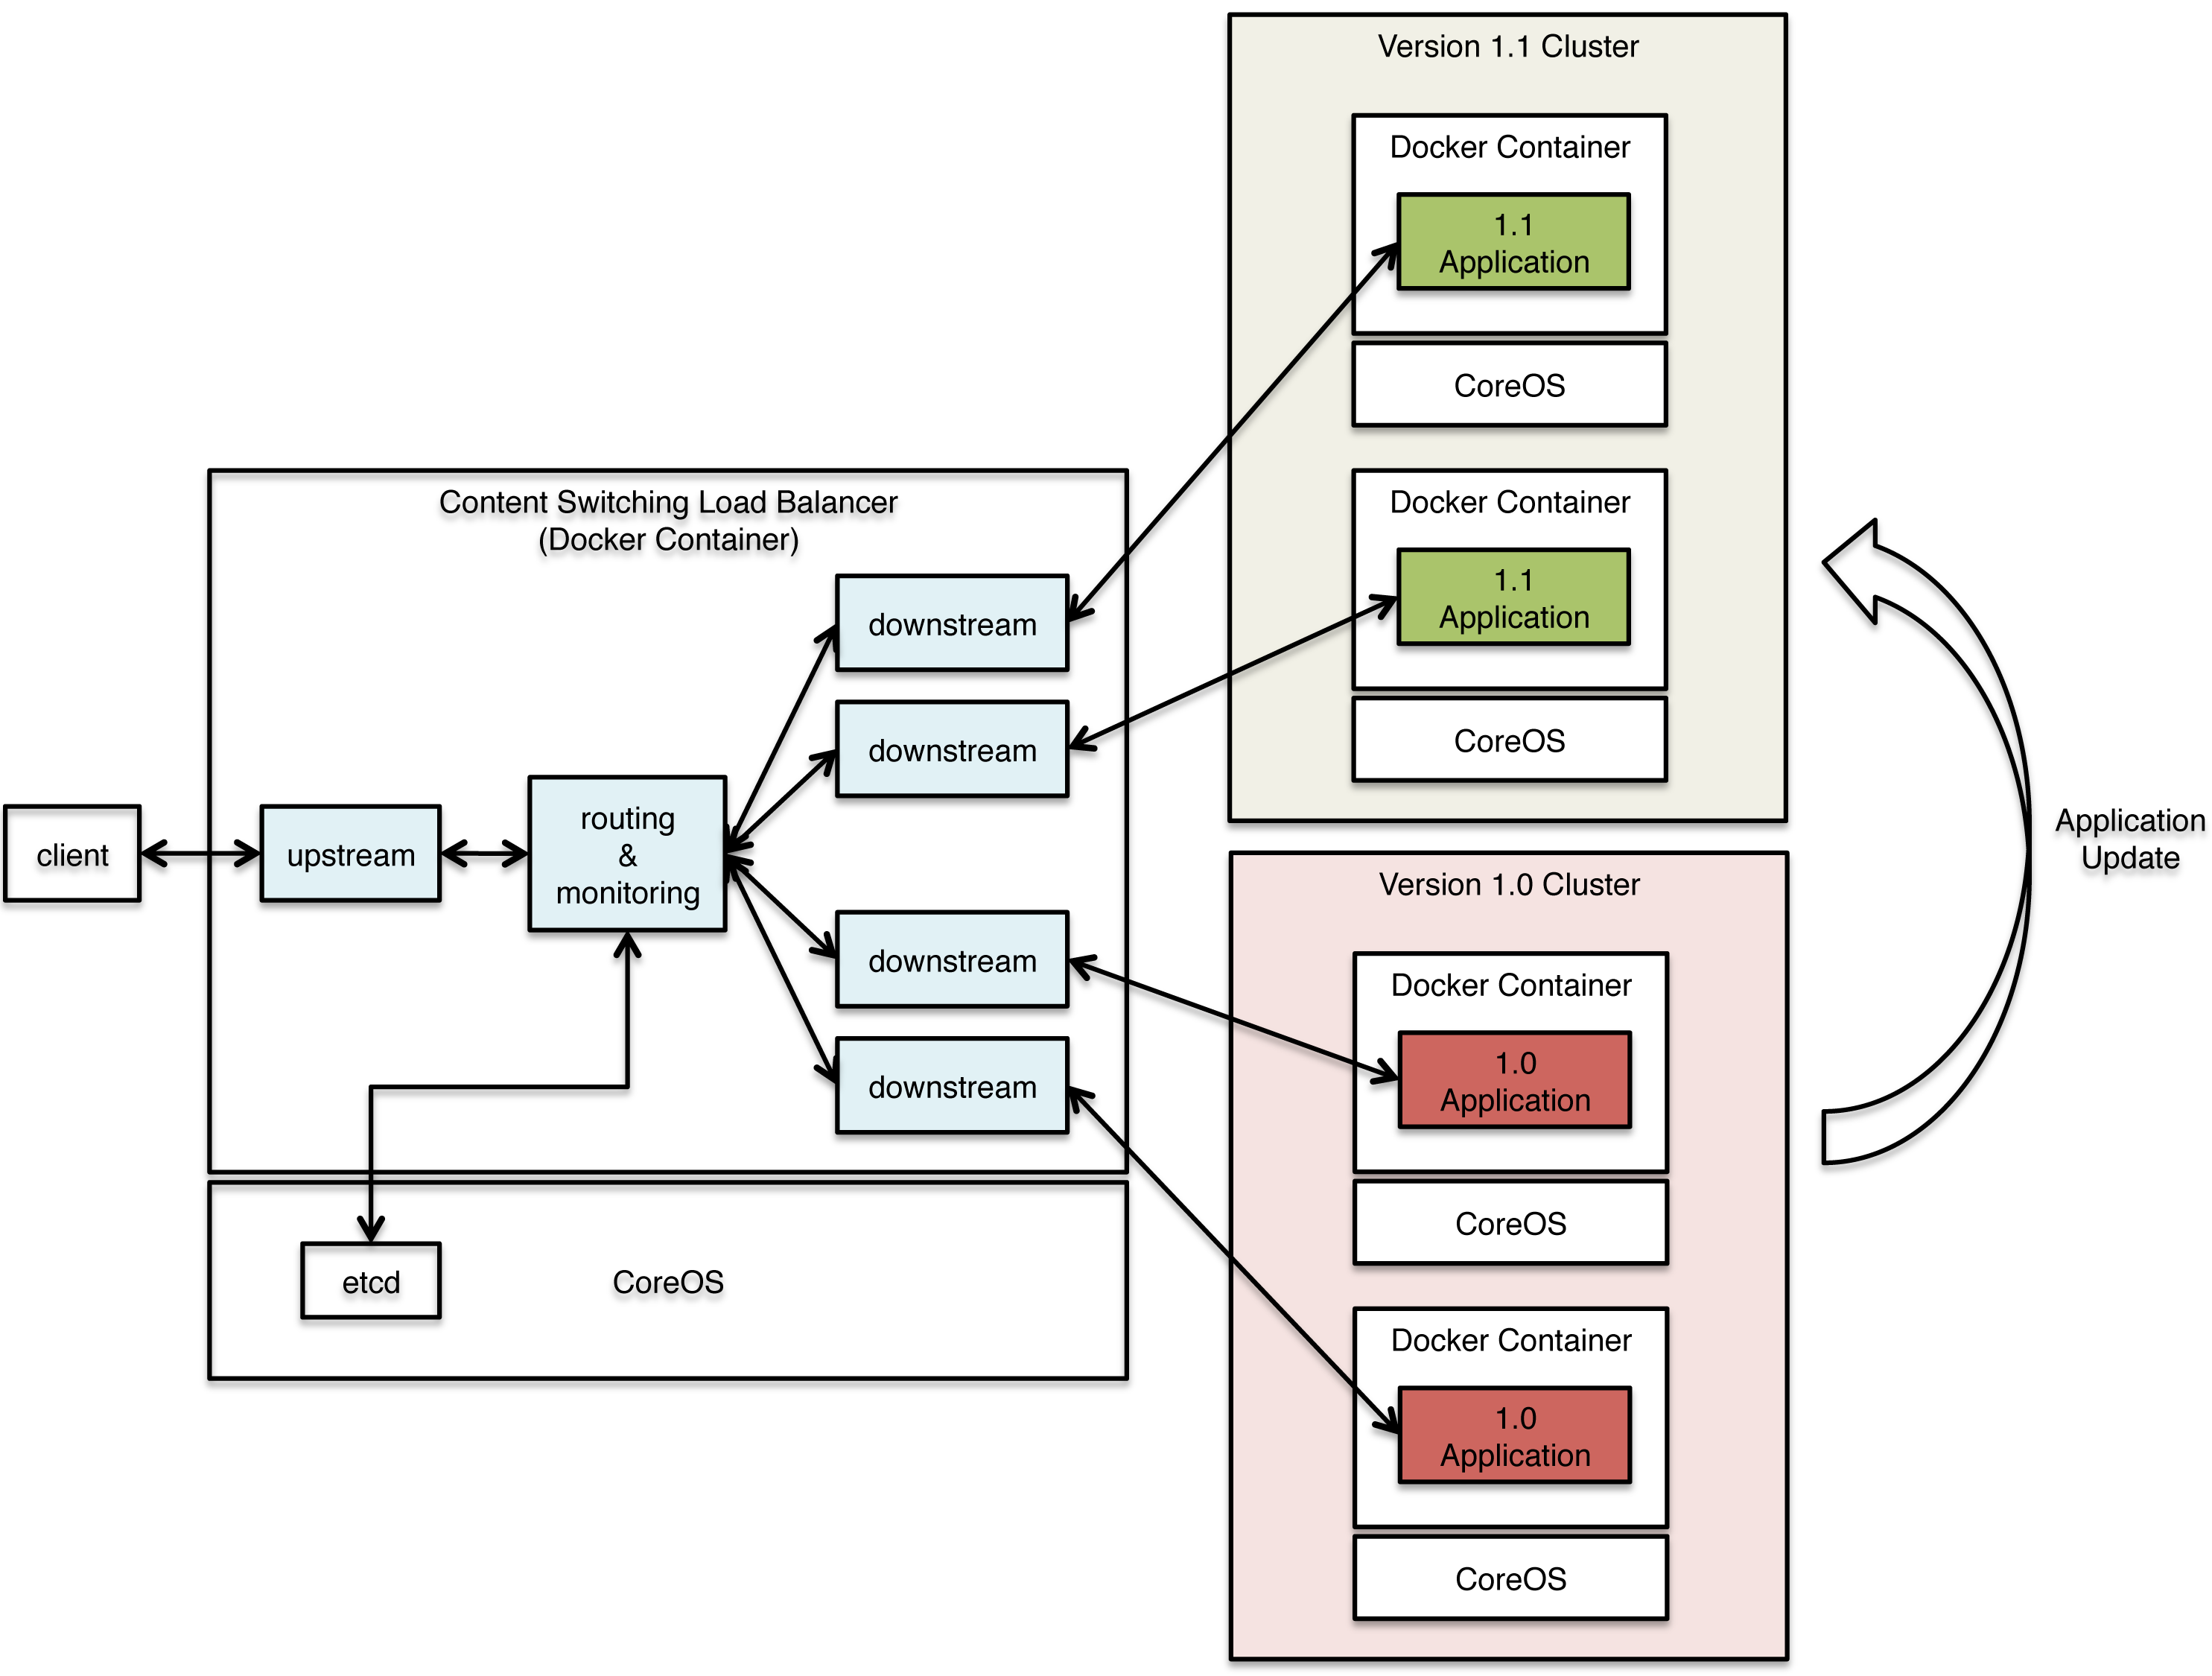 Version 1.1 Cluster
Docker Container
1.1
Application
CoreOS
Docker Container
1.1
Application
CoreOS
Content Switching Load Balancer
(Docker Container)
downstream
downstream
downstream
downstream
client
upstream
routing
&
monitoring
etcd
CoreOS
Version 1.0 Cluster
Docker Container
1.0
Application
CoreOS
Docker Container
1.0
Application
CoreOS
Application
Update